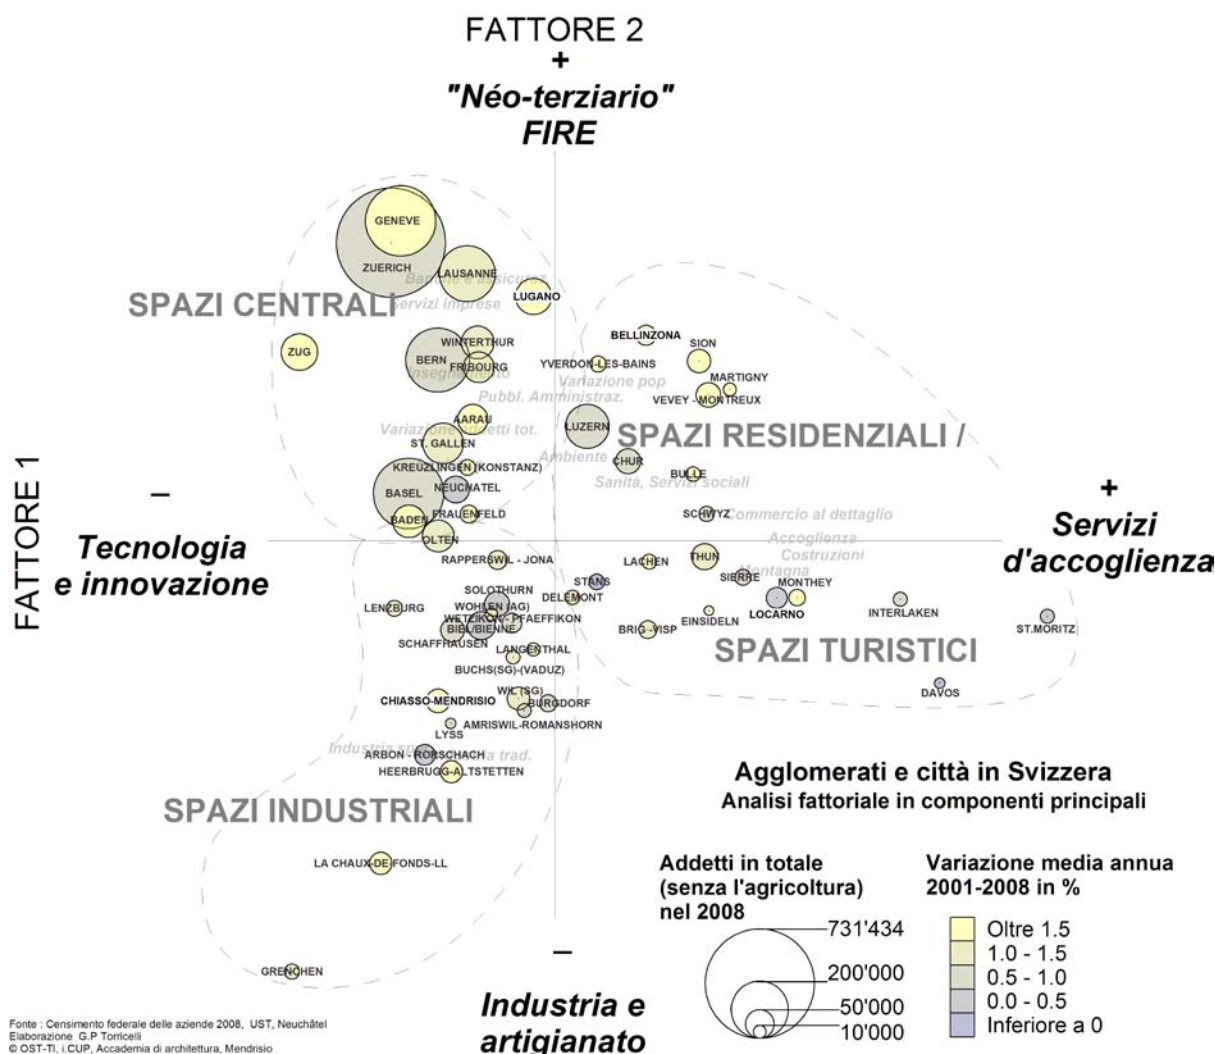 FATTORE 2
+
"Néo-terziario"
FIRE
GENEVE
ZUERICH
LAUSANNE
Banche e assicuraz.
LUGANO
SPAZI CENTRALI
Servizi imprese
BELLINZONA
WINTERTHUR
SION
ZUG
BERN
FRIBOURG
YVERDON-LES-BAINS
Insegnamento
Variazione pop
MARTIGNY
Pubbl. Amministraz.
VEVEY - MONTREUX
AARAU
Variazione addetti tot.
LUZERN
SPAZI RESIDENZIALI /
ST. GALLEN
Ambiente
CHUR
KREUZLINGEN (KONSTANZ)
BULLE
Sanità, Servizi sociali
NEUCHATEL
BASEL
FATTORE 1
–
+
BADEN
FRAUENFELD
SCHWYZ
Commercio al dettaglio
Servizi
d'accoglienza
OLTEN
Accoglienza
Tecnologia
e innovazione
Costruzioni
RAPPERSWIL - JONA
LACHEN
THUN
Montagna
SIERRE
STANS
MONTHEY
SOLOTHURN
DELEMONT
LENZBURG
WOHLEN (AG)
EINSIDELN
LOCARNO
INTERLAKEN
ST.MORITZ
WETZIKON - PFAEFFIKON
BIEL/BIENNE
BRIG -VISP
SCHAFFHAUSEN
LANGENTHAL
SPAZI TURISTICI
BUCHS(SG)-(VADUZ)
DAVOS
WIL (SG)
CHIASSO-MENDRISIO
BURGDORF
AMRISWIL-ROMANSHORN
LYSS
Industria
trad.
ARBON - RORSCHACH
HEERBRUGG-ALTSTETTEN
SPAZI INDUSTRIALI
LA CHAUX-DE-FONDS-LL
GRENCHEN
–
Industria e
artigianato
Agglomerati e città in Svizzera
Analisi fattoriale in componenti principali
Addetti in totale
(senza l'agricoltura)
nel 2008
731'434
200'000
50'000
10'000
Variazione media annua
2001-2008 in %
Oltre 1.5
1.0 - 1.5
0.5 - 1.0
0.0 - 0.5
Inferiore a 0
Fonte : Censimento federale delle aziende 2008, UST, Neuchâtel
Elaborazione G.P Torricelli
© OST-TI, i.CUP, Accademia di architettura, Mendrisio